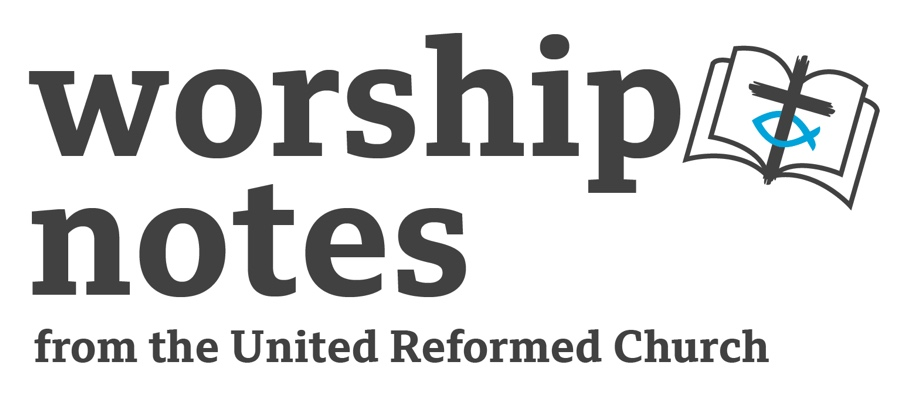 worship
notes
from the United Reformed Church